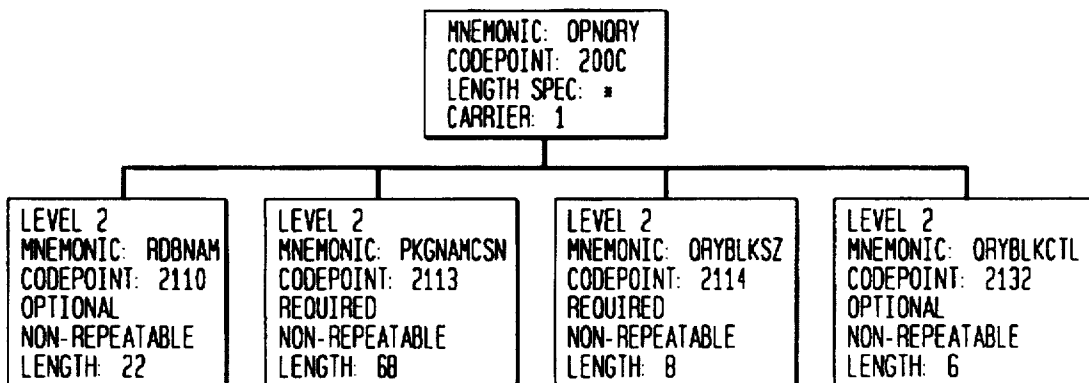 MNEMONIC: OPNQRY
CODEPOINT: 200C
LENGTH SPEC: *
CARRIER: 1
LEVEL 2
MNEMONIC: RDBNAM
CODEPOINT: 2110
OPTIONAL
NON-REPEATABLE
LENGTH: 22
LEVEL 2
MNEMONIC: PKGNAMCSN
CODEPOINT: 2113
REQUIRED
NON-REPEATABLE
LENGTH: 68
LEVEL 2
MNEMONIC: QRYBLKSZ
CODEPOINT: 2114
REQUIRED
NON-REPEATABLE
LENGTH: 8
LEVEL 2
MNEMONIC: QRYBLKCTL
CODEPOINT: 2132
OPTIONAL
NON-REPEATABLE
LENGTH: 6